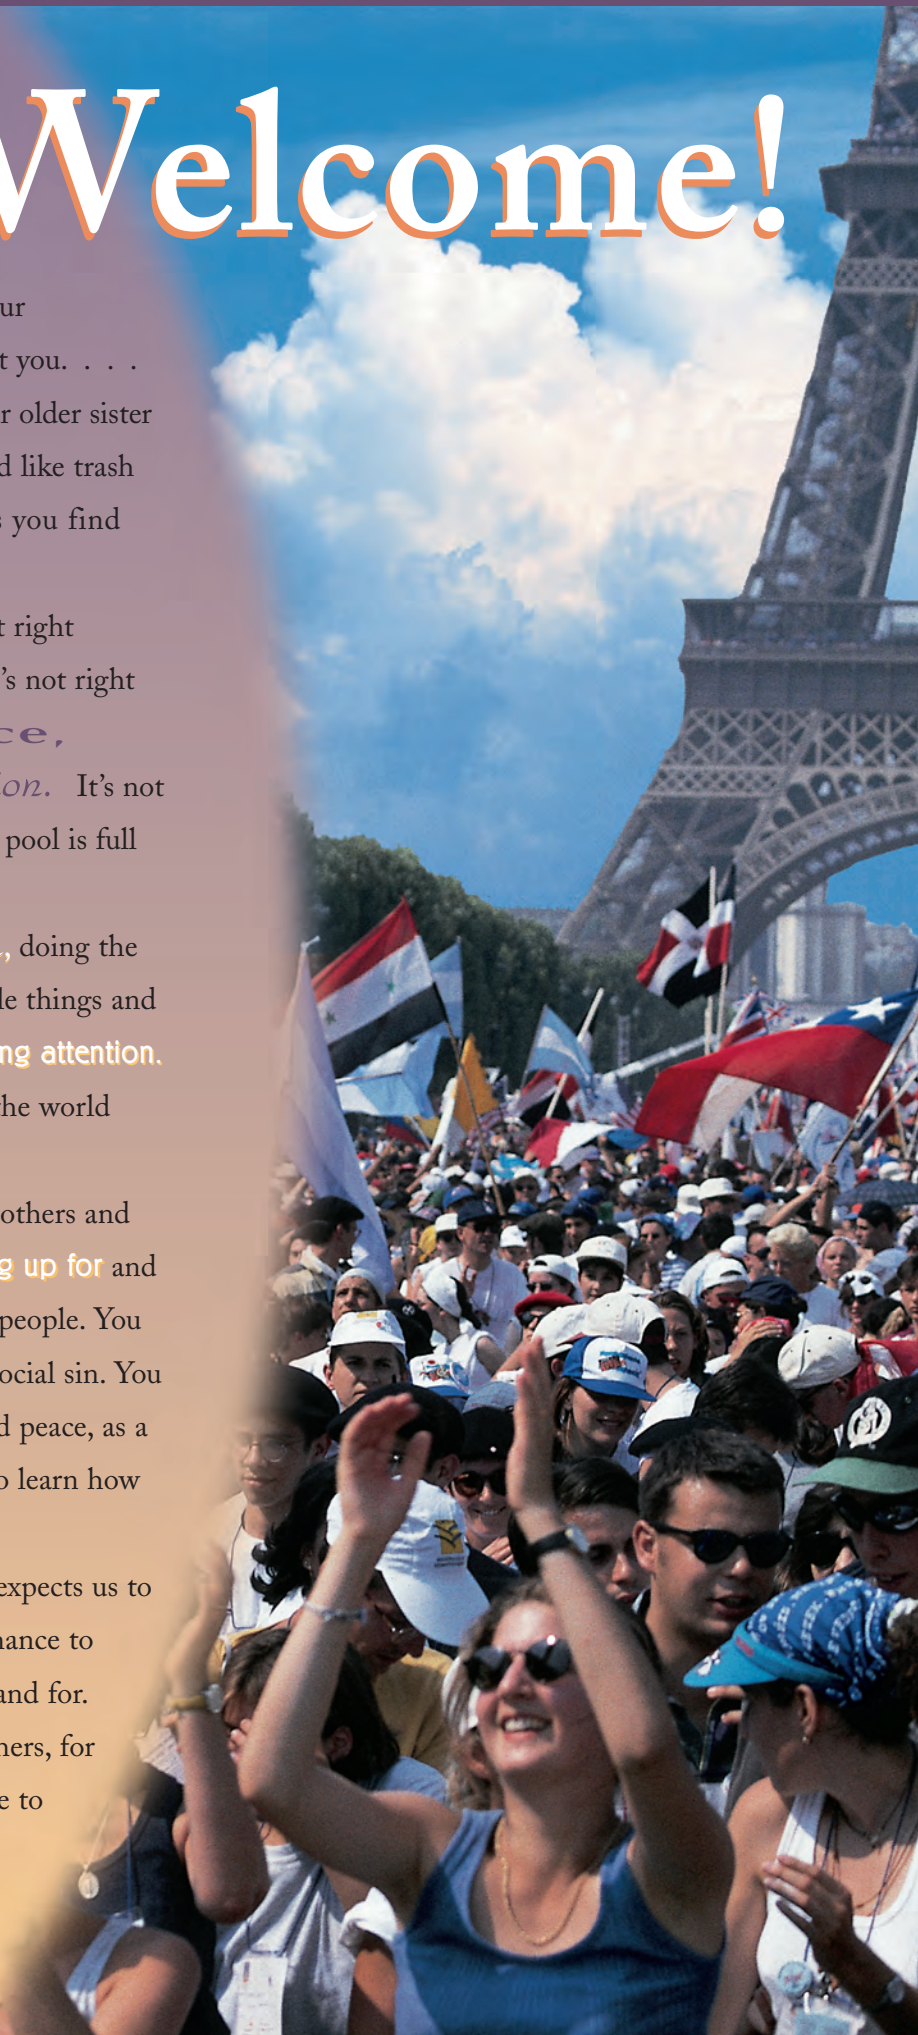 Welcome!
ur
t you. . . .
r older sister
d like trash
s you find
t right
's not right
ce,
ion. It's not
pool is full
, doing the
le things and
ng attention.
he world
others and
g up for and
people. You
ocial sin. You
d peace, as a
o learn how
expects us to
hance to
and for.
hers, for
e to